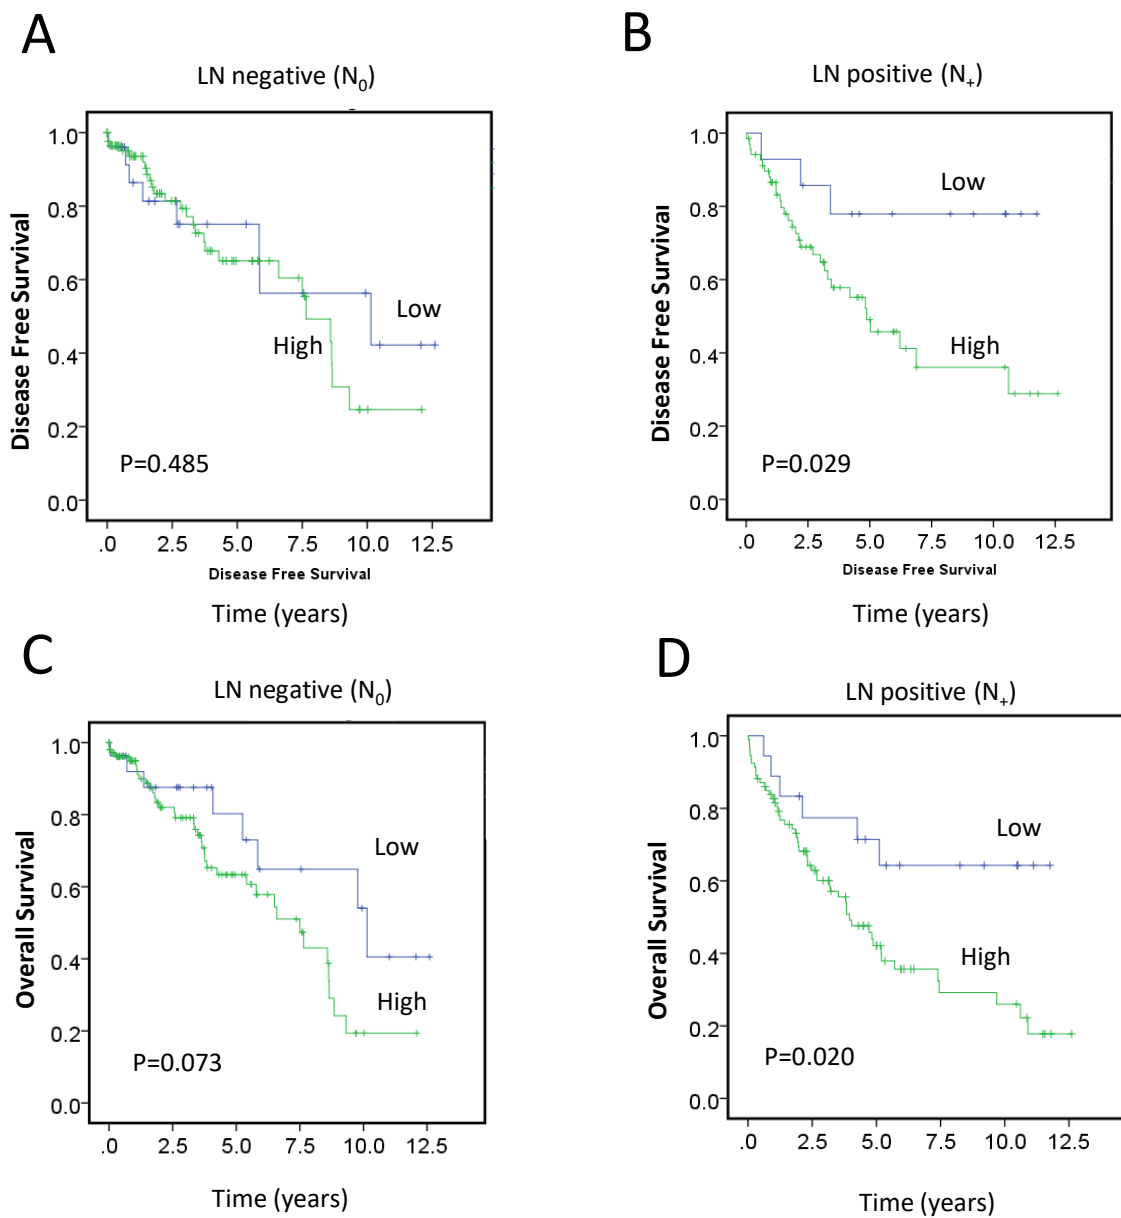 A
LN negative (N0)
Disease Free Survival
1.0
0.8
0.6
0.4
0.2
0.0
Low
High
P=0.485
.0 2.5 5.0 7.5 10.0 12.5
Disease Free Survival
Time (years)
B
LN positive (N+)
Disease Free Survival
1.0
0.8
0.6
0.4
0.2
0.0
Low
High
P=0.029
.0 2.5 5.0 7.5 10.0 12.5
Disease Free Survival
Time (years)
C
LN negative (N0)
Overall Survival
1.0
0.8
0.6
0.4
0.2
0.0
Low
High
P=0.073
.0 2.5 5.0 7.5 10.0 12.5
Time (years)
D
LN positive (N+)
Overall Survival
1.0
0.8
0.6
0.4
0.2
0.0
Low
High
P=0.020
.0 2.5 5.0 7.5 10.0 12.5
Time (years)